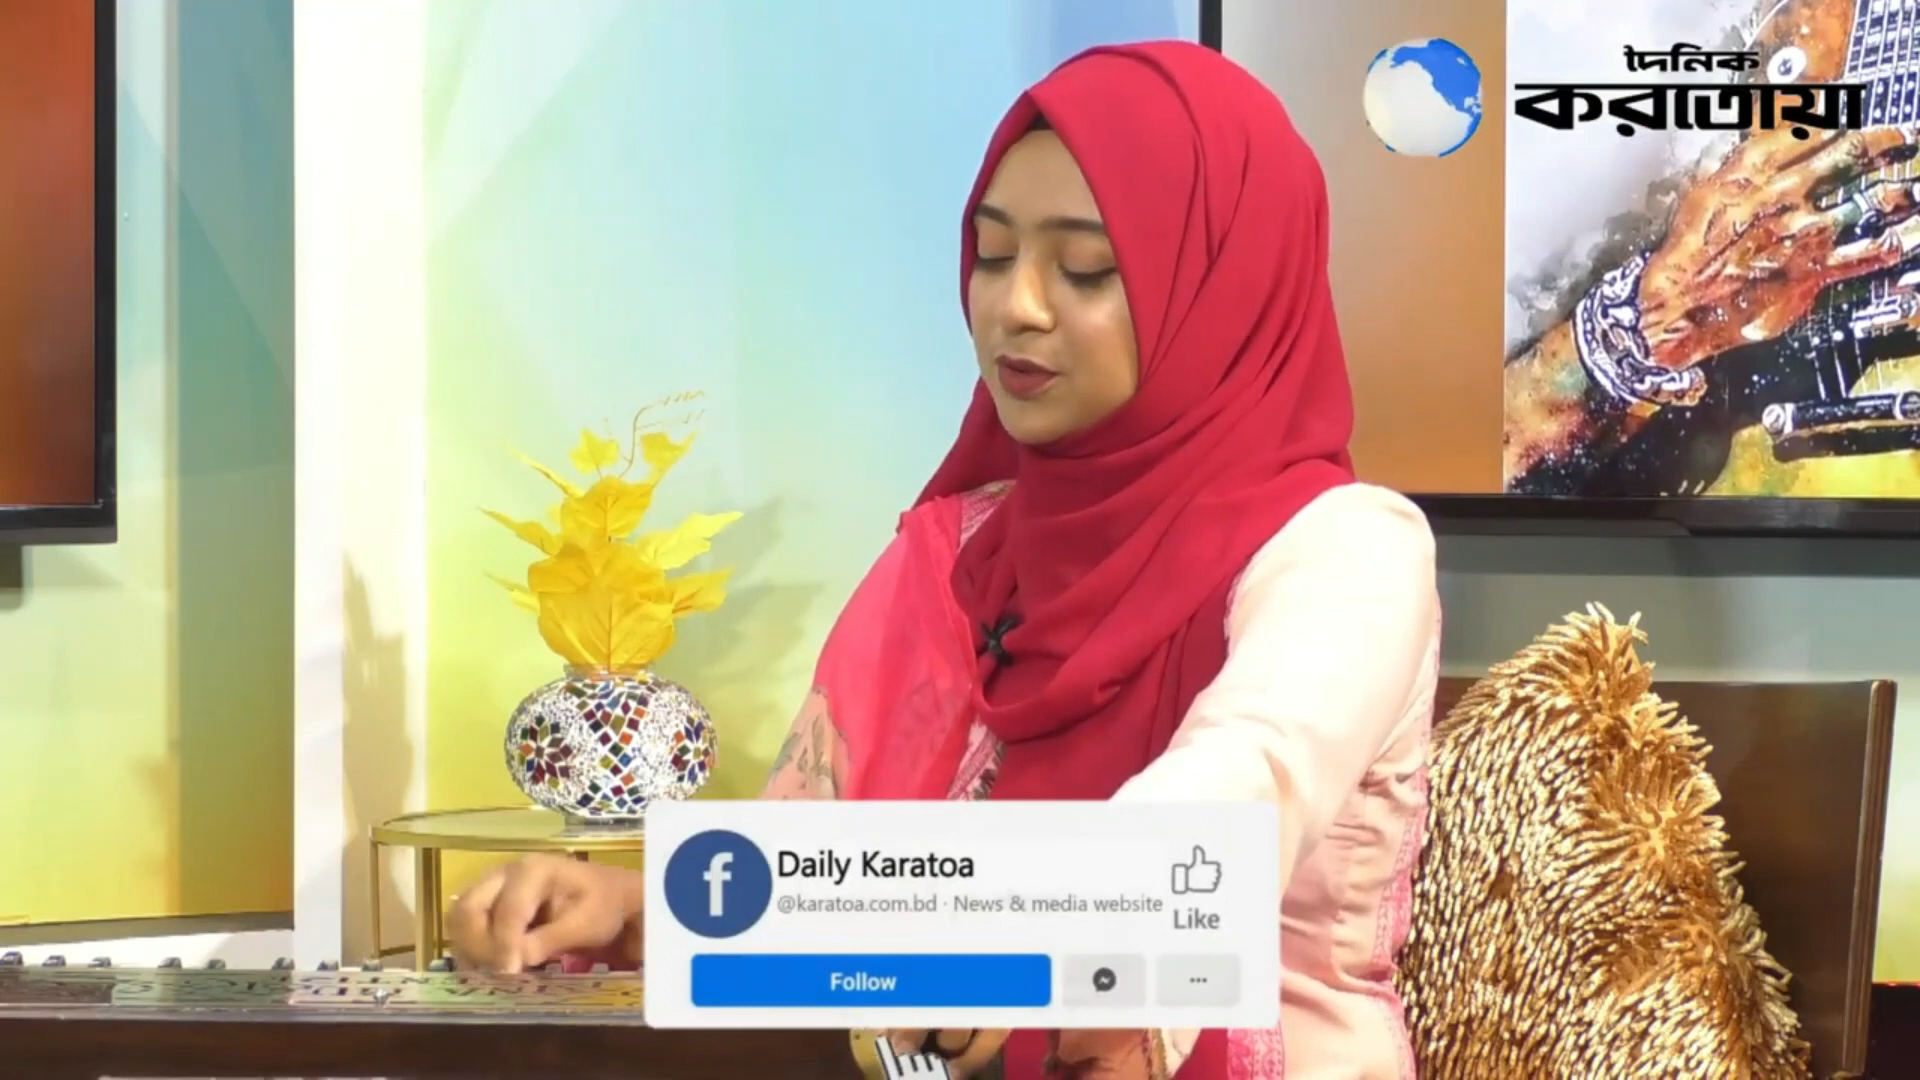 দৈনিক
করতোয়া
f
Daily Karatoa
@karatoa.com.bd · News & media website
Like
Follow
...